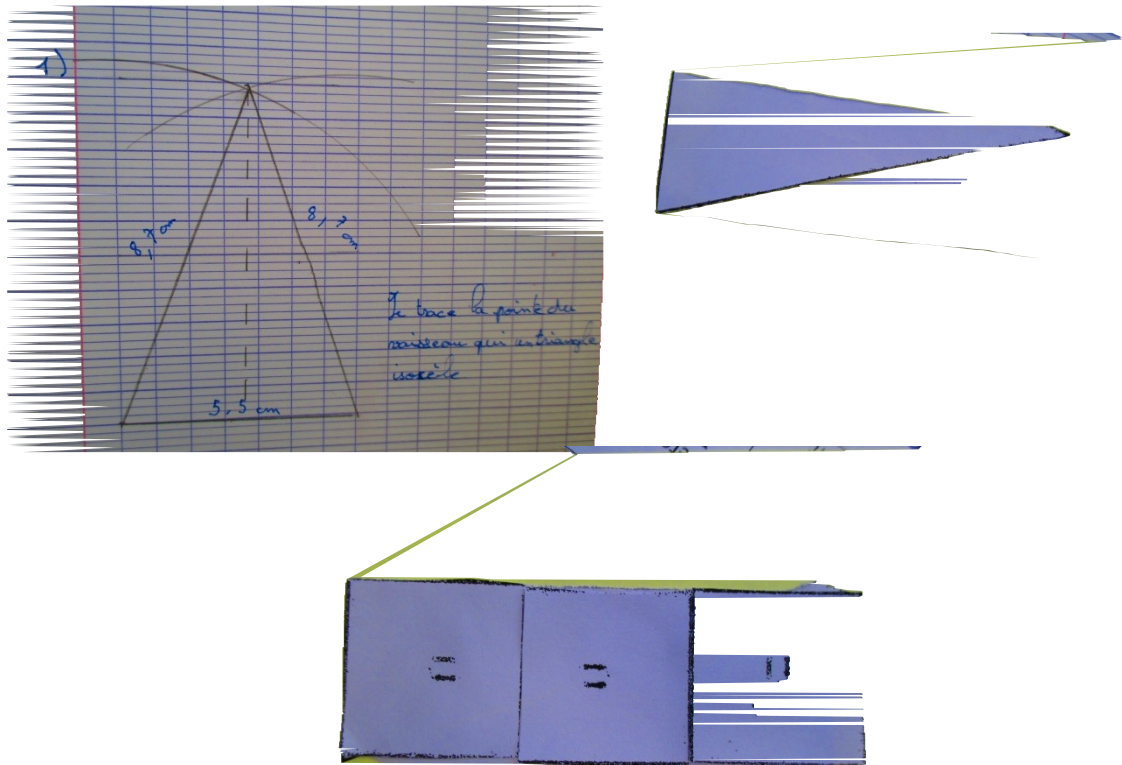 1)
8,7 cm
8,7 cm
Je trace la pointe du
vaisseau qui un triangle
isocèle
5,5 cm